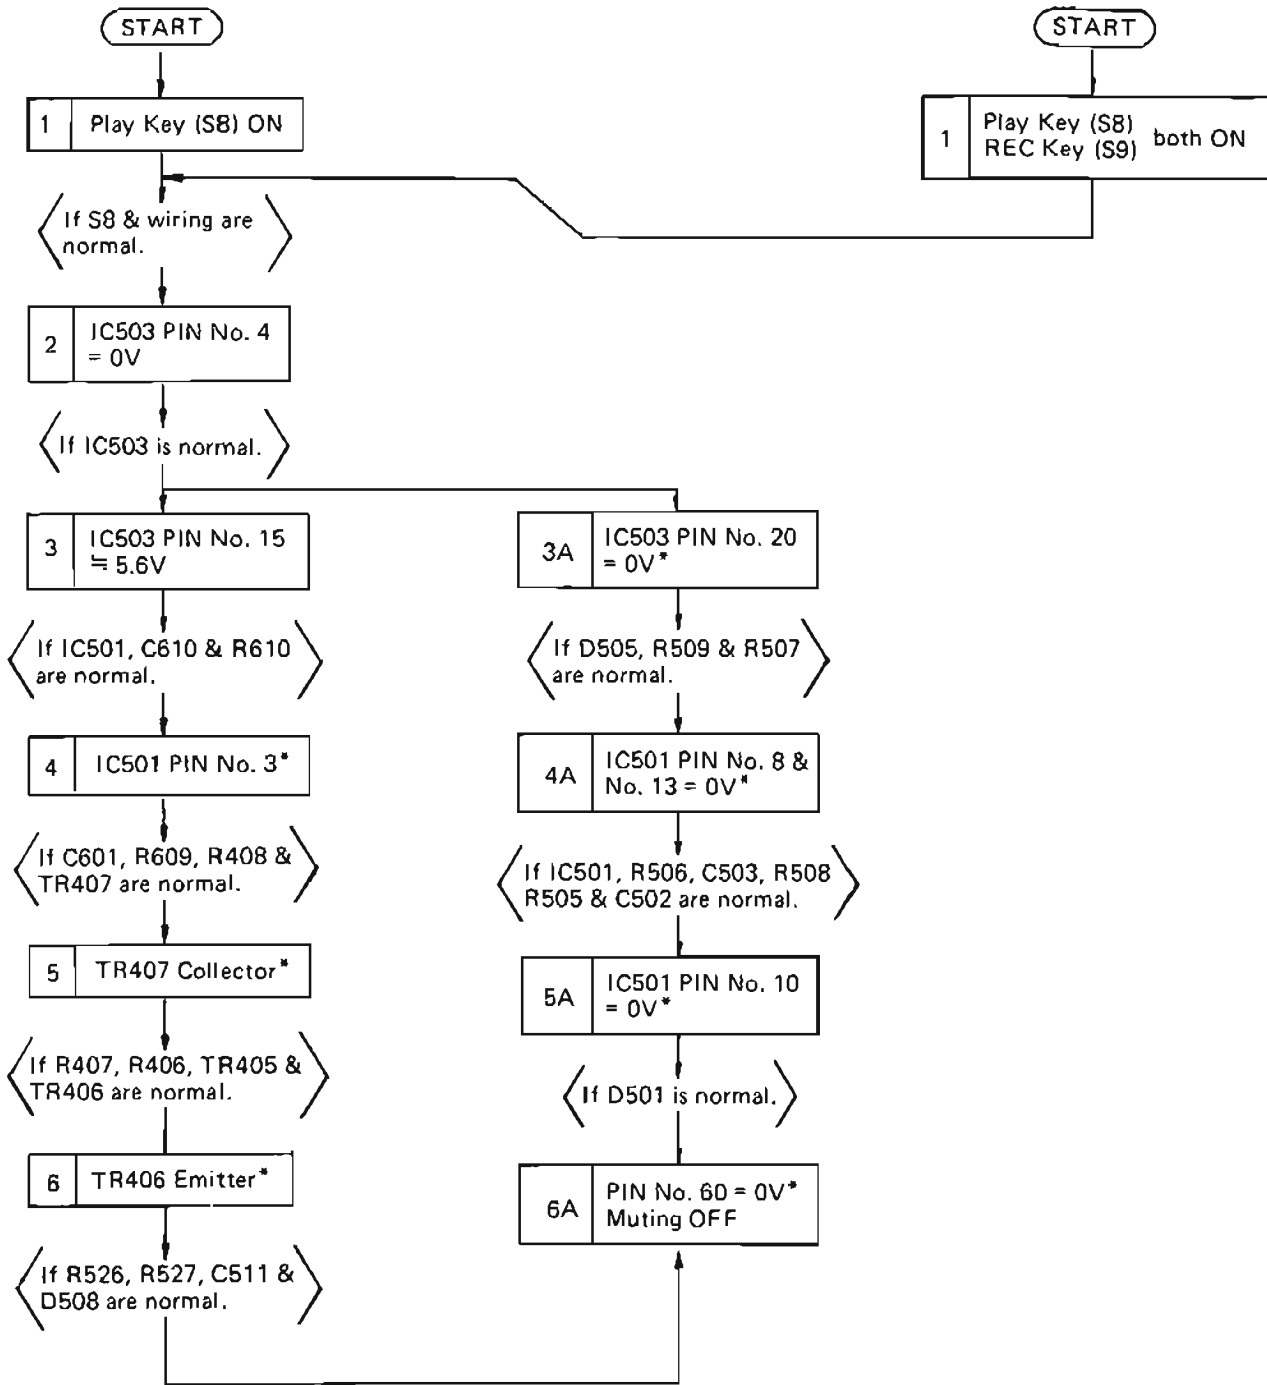 START
START
1 Play Key (S8) ON
1 Play Key (S8)
REC Key (S9) both ON
If S8 & wiring are
normal.
2 IC503 PIN No. 4
= 0V
If IC503 is normal.
3 IC503 PIN No. 15
≒ 5.6V
If IC501, C610 & R610
are normal.
4 IC501 PIN No. 3*
If C601, R609, R408 &
TR407 are normal.
5 TR407 Collector*
If R407, R406, TR405 &
TR406 are normal.
6 TR406 Emitter*
If R526, R527, C511 &
D508 are normal.
3A IC503 PIN No. 20
= 0V*
If D505, R509 & R507
are normal.
4A IC501 PIN No. 8 &
No. 13 = 0V*
If IC501, R506, C503, R508
R505 & C502 are normal.
5A IC501 PIN No. 10
= 0V*
If D501 is normal.
6A PIN No. 60 = 0V*
Muting OFF